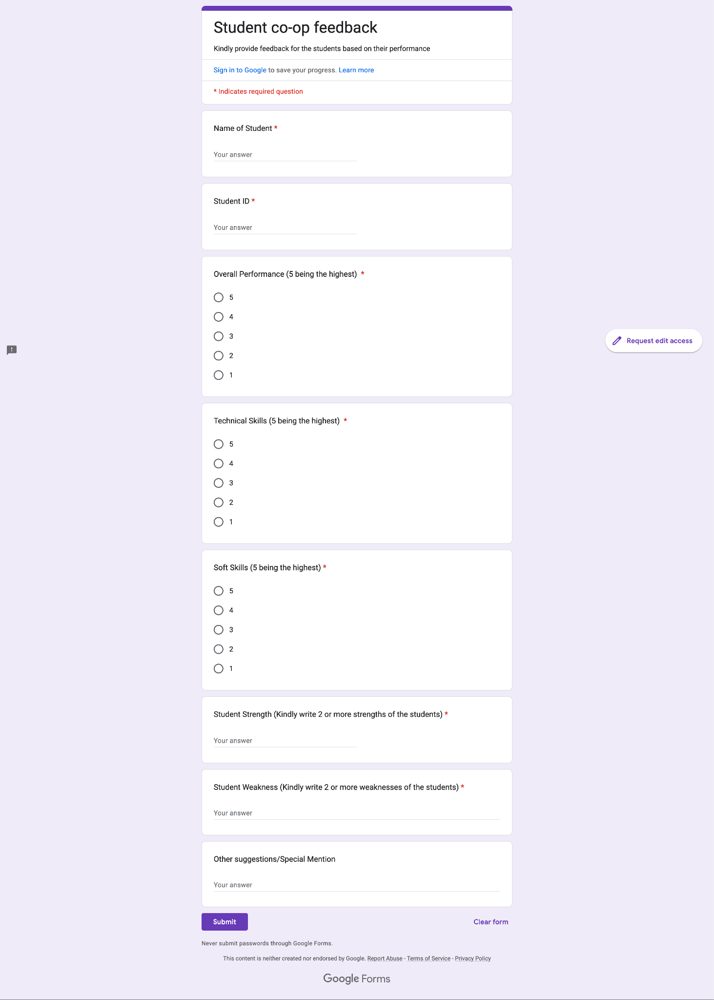 Student co-op feedback
Kindly provide feedback for the students based on their performance
Sign in to Google to save your progress. Learn more
* Indicates required question
Name of Student *
Your answer
Student ID *
Your answer
Overall Performance (5 being the highest) *
5
4
3
2
1
Request edit access
Technical Skills (5 being the highest) *
5
4
3
2
1
Soft Skills (5 being the highest) *
5
4
3
2
1
Student Strength (Kindly write 2 or more strengths of the students) *
Your answer
Student Weakness (Kindly write 2 or more weaknesses of the students) *
Your answer
Other suggestions/Special Mention
Your answer
Submit
Clear form
Never submit passwords through Google Forms.
This content is neither created nor endorsed by Google. Report Abuse - Terms of Service - Privacy Policy
Google Forms